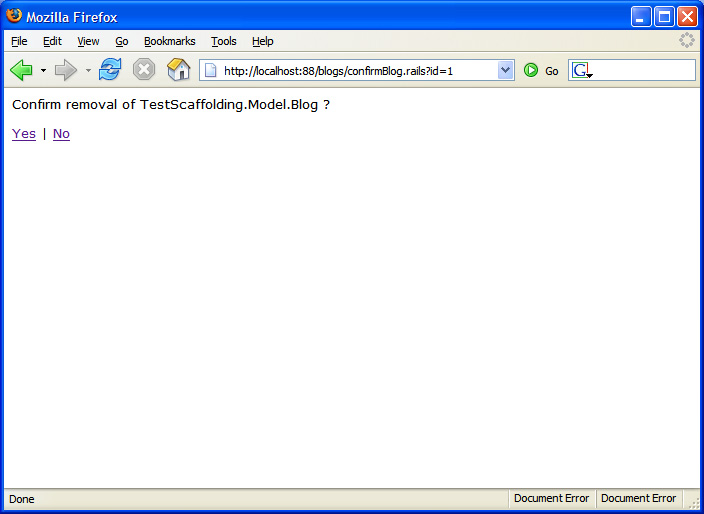 Mozilla Firefox
File Edit View Go Bookmarks Tools Help
http://localhost:88/blogs/confirmBlog.rails?id=1 Go G
Confirm removal of TestScaffolding.Model.Blog ?
Yes | No
Done Document Error Document Error